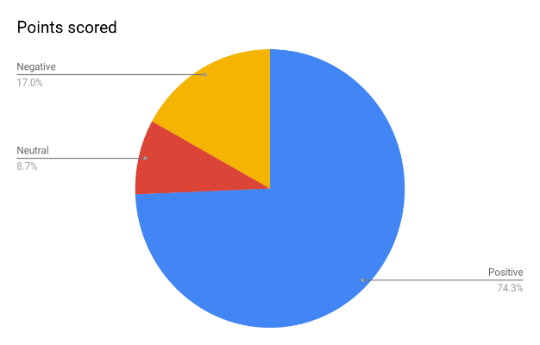 Points scored
Negative
17.0%
Neutral
8.7%
Positive
74.3%